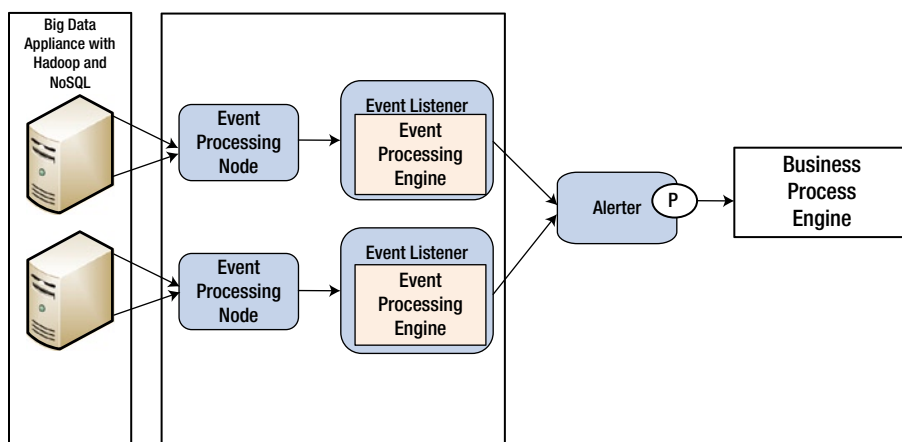 Big Data
Appliance with
Hadoop and
NoSQL
Event
Processing
Node
Event Listener
Event
Processing
Engine
Event
Processing
Node
Event Listener
Event
Processing
Engine
Alerter
P
Business
Process
Engine